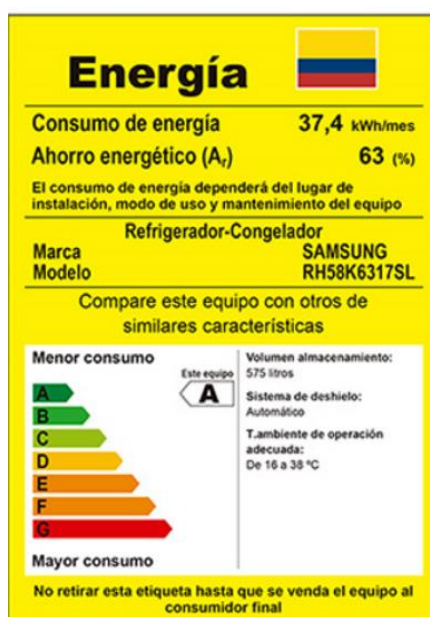 Energía
Consumo de energía 37,4 kWh/mes
Ahorro energético (Aᵣ) 63 (%)
El consumo de energía dependerá del lugar de
instalación, modo de uso y mantenimiento del equipo
Refrigerador-Congelador
Marca SAMSUNG
Modelo RH58K6317SL
Compare este equipo con otros de
similares características
Menor consumo
Este equipo
A
A
B
C
D
E
F
G
Mayor consumo
Volumen almacenamiento:
575 litros
Sistema de deshielo:
Automático
T.ambiente de operación
adecuada:
De 16 a 38 ºC
No retirar esta etiqueta hasta que se venda el equipo al
consumidor final